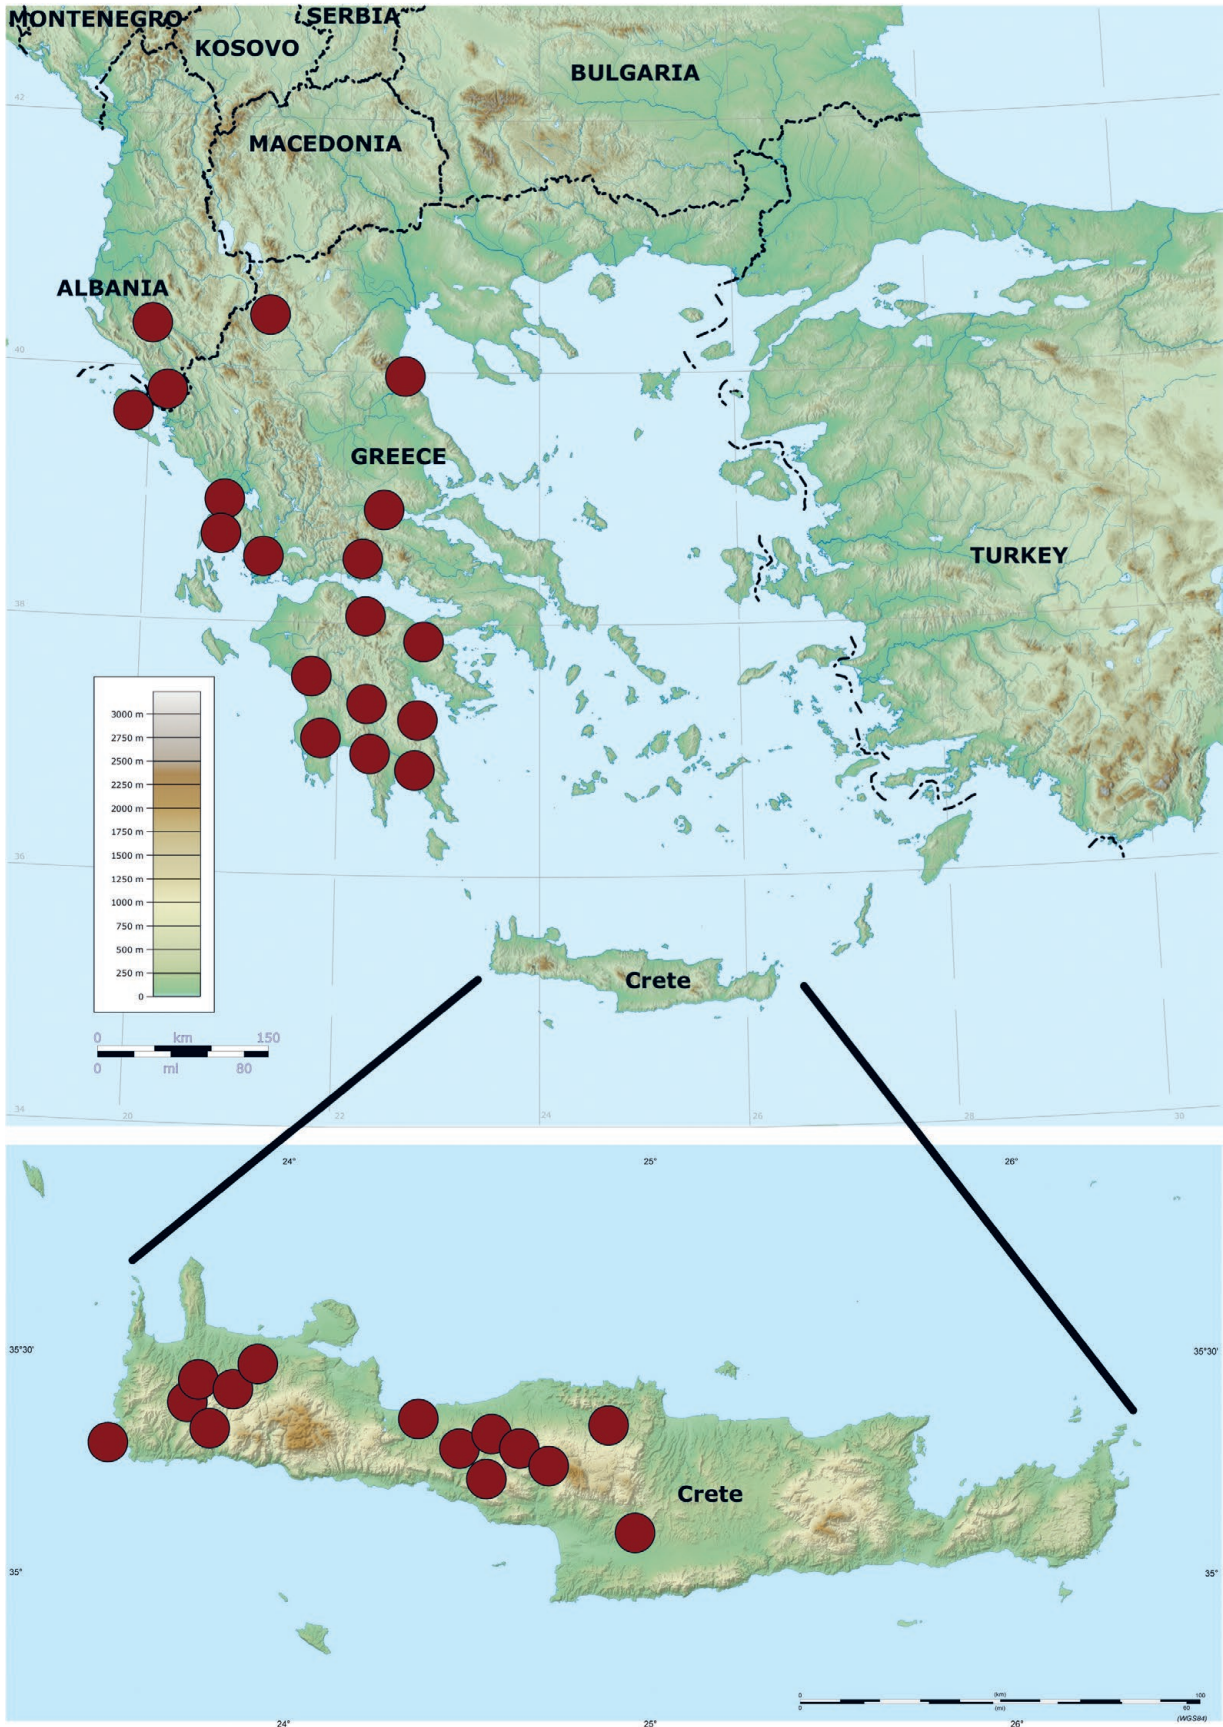 MONTENEGRO
SERBIA
KOSOVO
BULGARIA
42
MACEDONIA
ALBANIA
40
GREECE
TURKEY
38
3000 m
2750 m
2500 m
2250 m
2000 m
1750 m
1500 m
1250 m
1000 m
750 m
500 m
250 m
0
36
Crete
0 km 150
0 mi 80
34
20 22 24 26 28 30
24° 25° 26°
35°30' 35°30'
Crete
35° 35°
0 (km) 100
0 (mi) 60
(WGS84)
24° 25° 26°